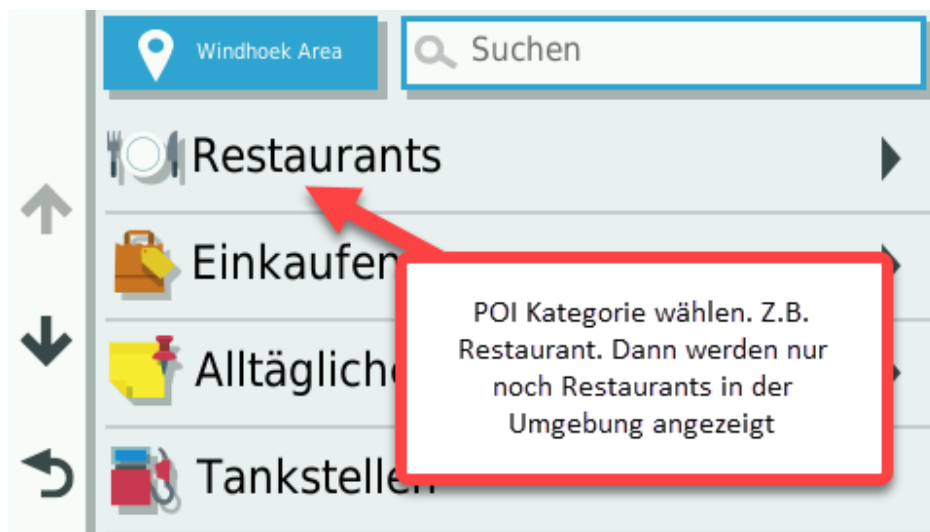 Windhoek Area
Suchen
Restaurants
Einkaufen
Alltägliche
Tankstellen
POI Kategorie wählen. Z.B.
Restaurant. Dann werden nur
noch Restaurants in der
Umgebung angezeigt